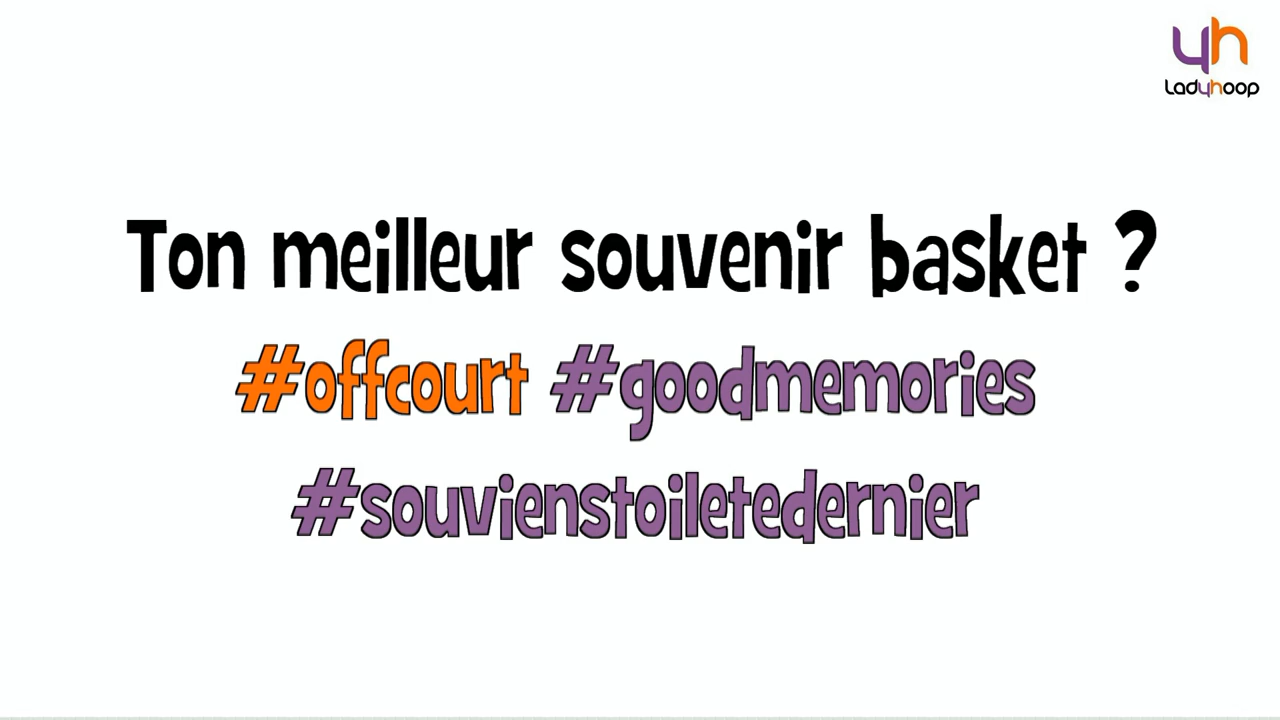 yh
Ladyhoop
Ton meilleur souvenir basket ?
#offcourt #goodmemories
#souvienstoiletedernier